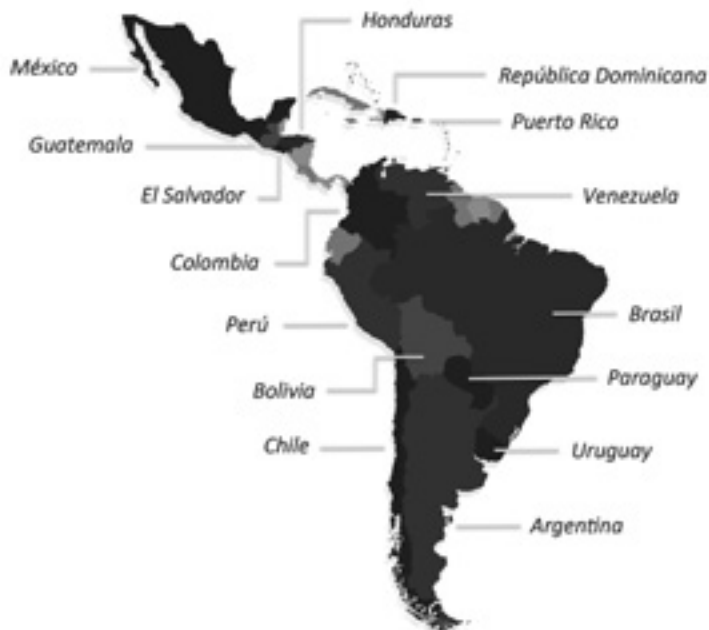 Honduras
México
República Dominicana
Puerto Rico
Guatemala
El Salvador
Venezuela
Colombia
Brasil
Perú
Paraguay
Bolivia
Chile
Uruguay
Argentina